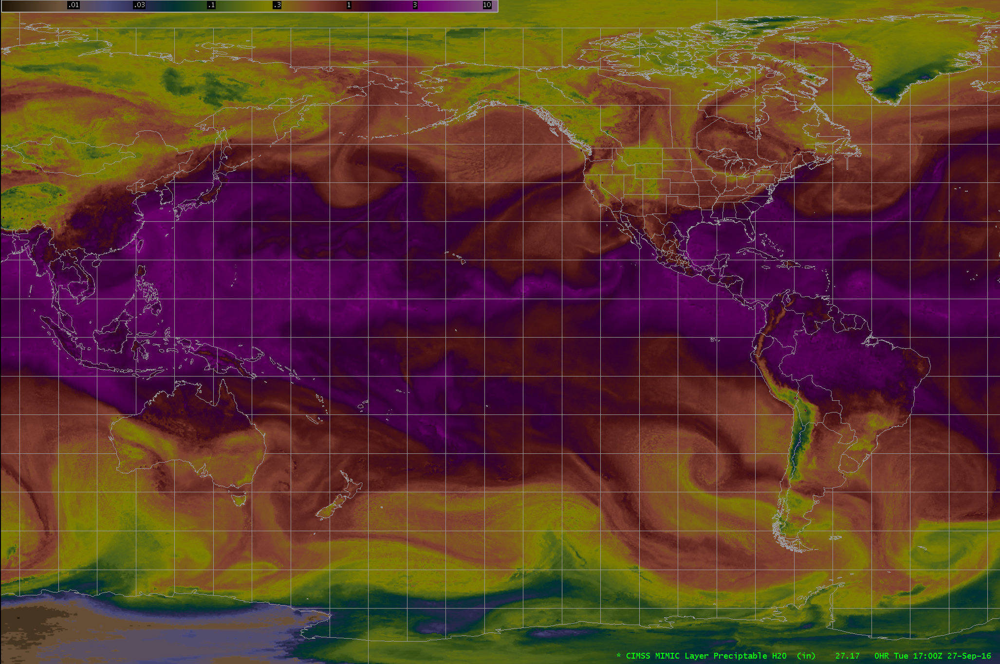 .01 .03 .1 .3 1 3 10
* CIMSS MIMIC Layer Preciptable H2O (in) 27.17 0HR Tue 17:00Z 27-Sep-16